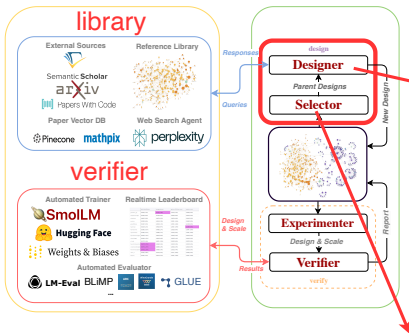 library
External Sources
Reference Library
Semantic Scholar
arXiv
Papers With Code
Paper Vector DB
Web Search Agent
Pinecone
mathpix
perplexity
Responses
Queries
design
Designer
Parent Designs
Selector
New Design
verifier
Automated Trainer
Realtime Leaderboard
SmolLM
Hugging Face
Weights & Biases
Automated Evaluator
LM-Eval
BLiMP
GLUE
...
Design
& Scale
Results
Experimenter
Design & Scale
Verifier
verify
Report